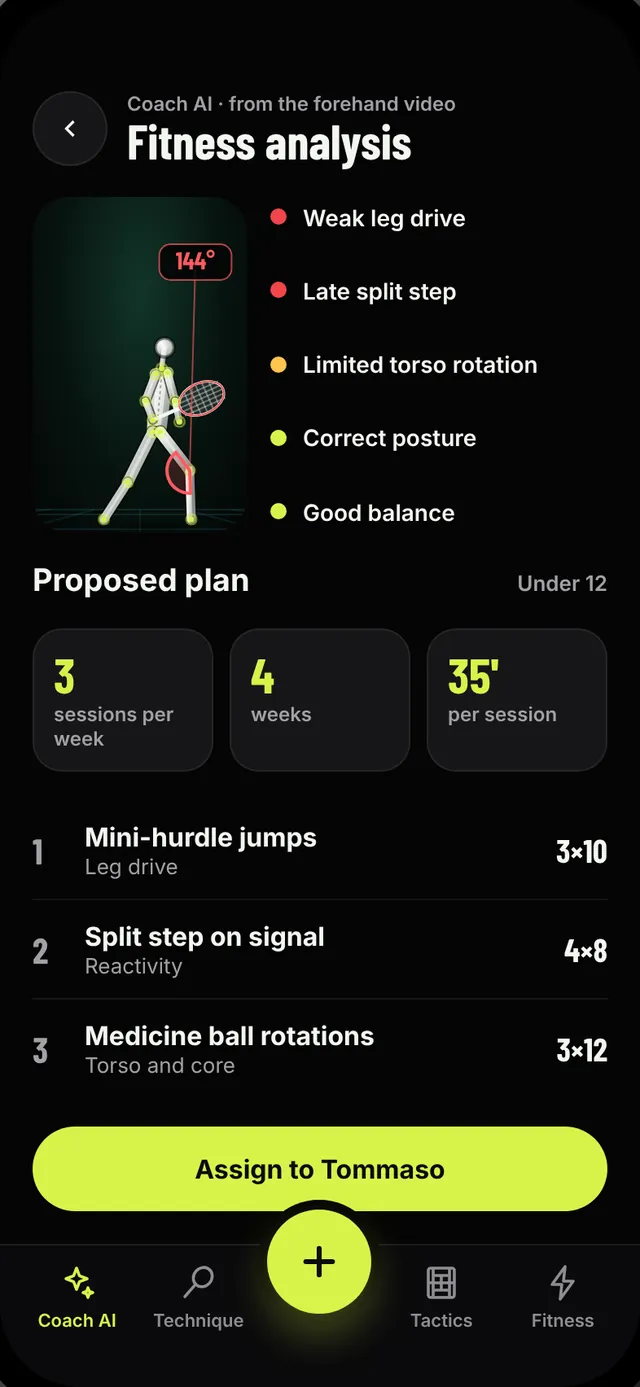 Coach AI · from the forehand video
Fitness analysis
144°
Weak leg drive
Late split step
Limited torso rotation
Correct posture
Good balance
Proposed plan
Under 12
3
sessions per
week
4
weeks
35'
per session
1
Mini-hurdle jumps
Leg drive
3×10
2
Split step on signal
Reactivity
4×8
3
Medicine ball rotations
Torso and core
3×12
Assign to Tommaso
Coach AI
Technique
Tactics
Fitness